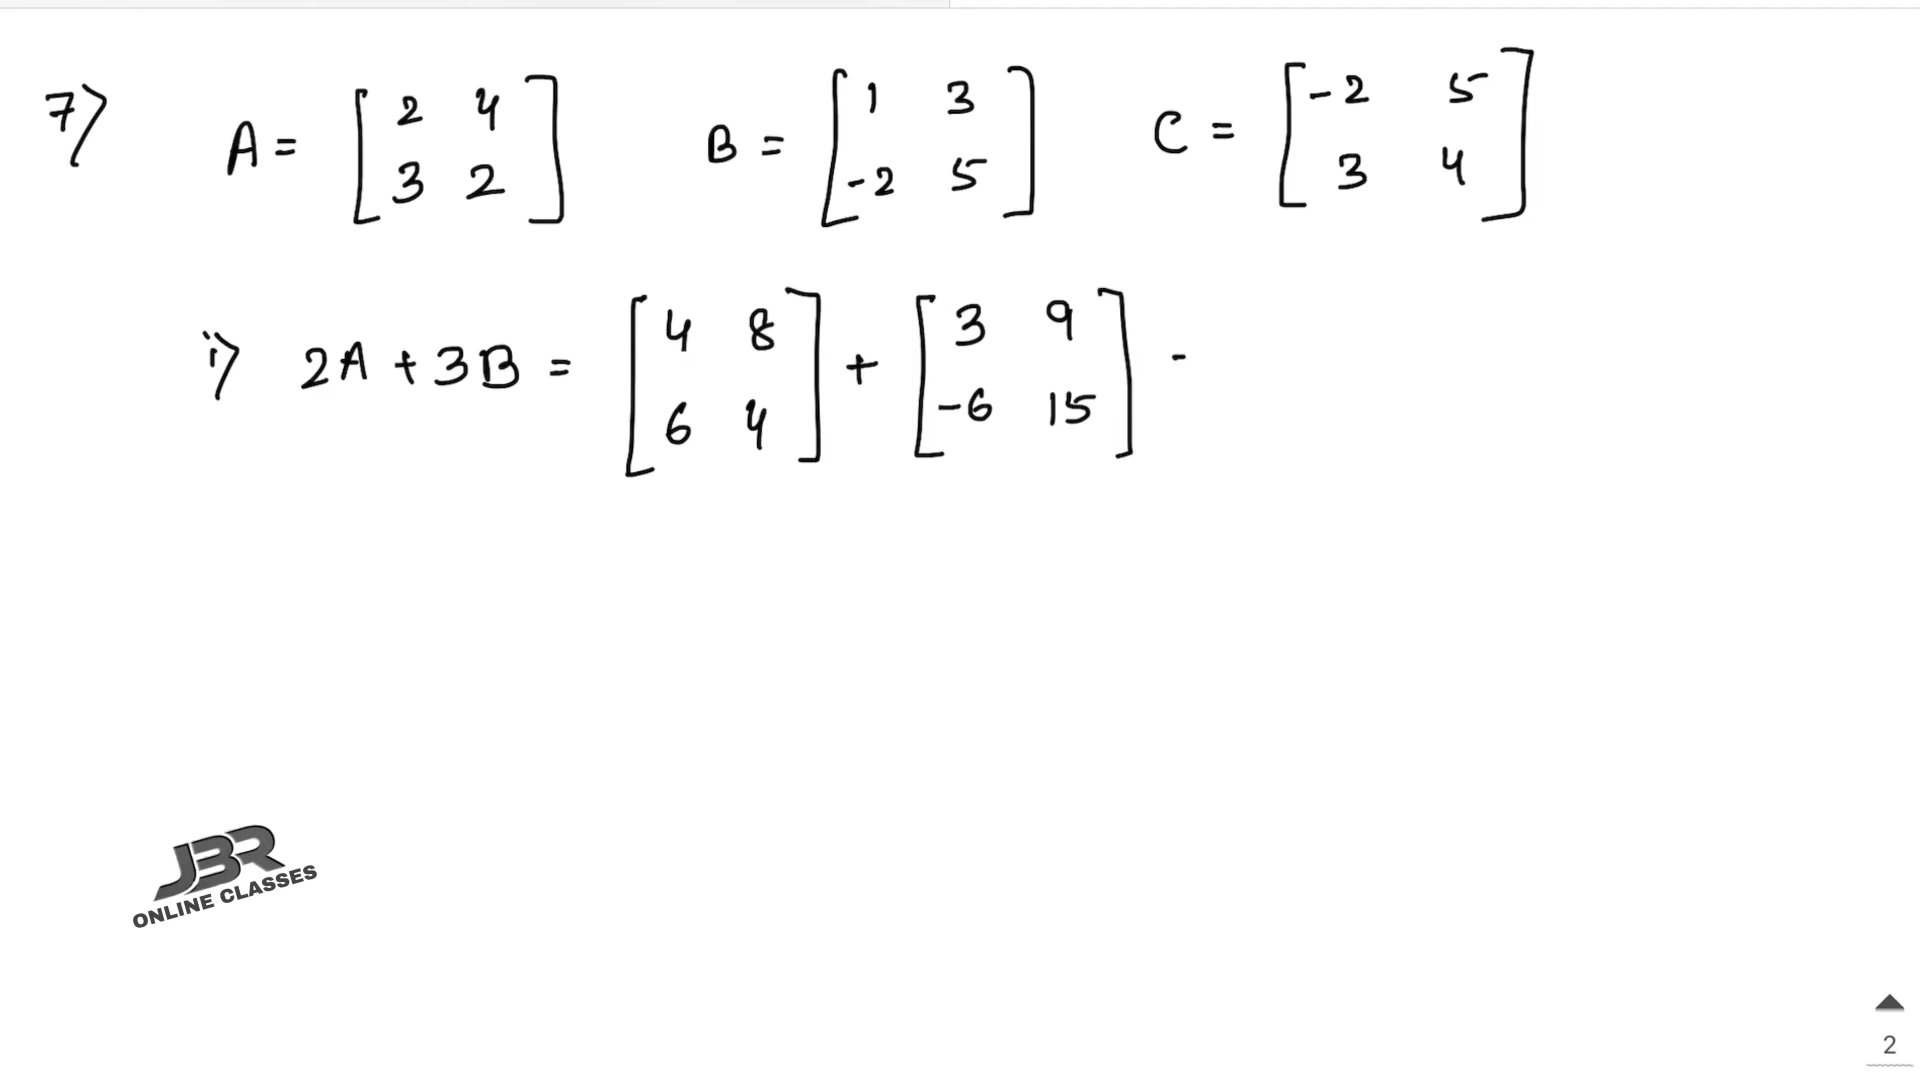 7) A = [ 2 4 B = [ 1 3 C = [ -2 5
3 2 ] -2 5 ] 3 4 ]
i) 2A + 3B = [ 4 8 + [ 3 9 -
6 4 ] -6 15 ]
JBR
ONLINE CLASSES
2